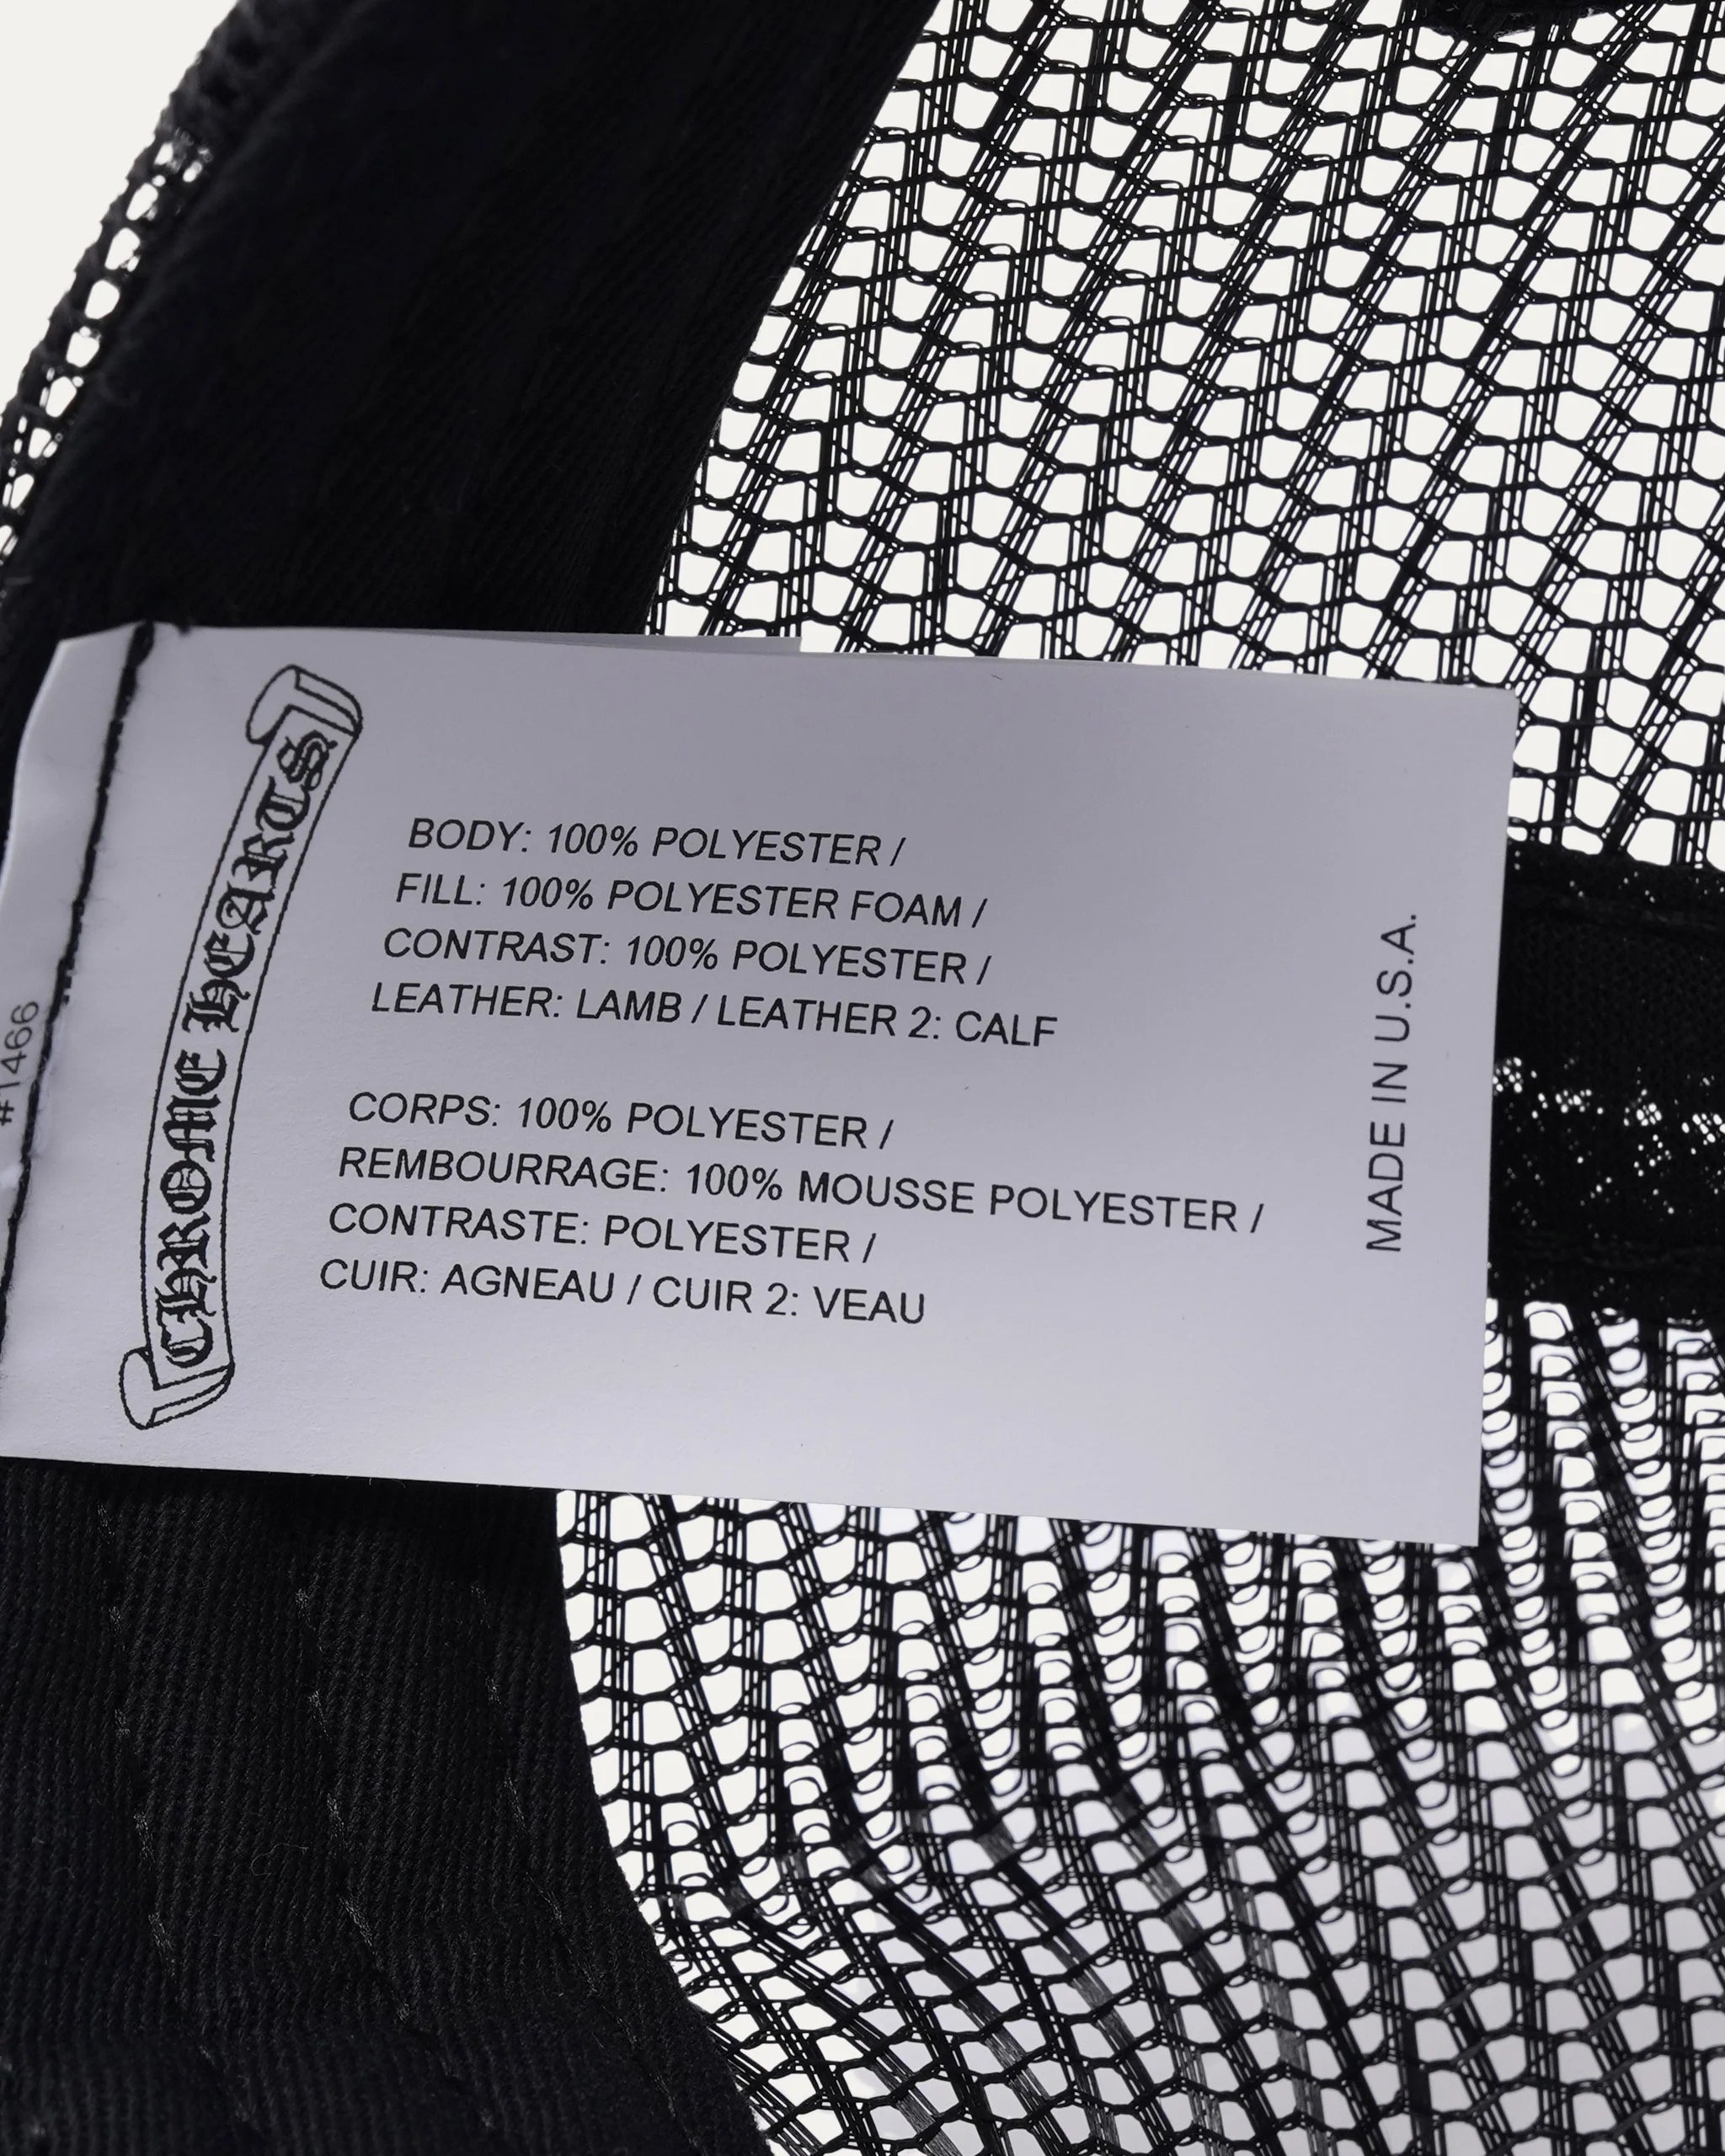 #1466
CHROME HEARTS
BODY: 100% POLYESTER /
FILL: 100% POLYESTER FOAM /
CONTRAST: 100% POLYESTER /
LEATHER: LAMB / LEATHER 2: CALF
CORPS: 100% POLYESTER /
REMBOURRAGE: 100% MOUSSE POLYESTER /
CONTRASTE: POLYESTER /
CUIR: AGNEAU / CUIR 2: VEAU
MADE IN U.S.A.